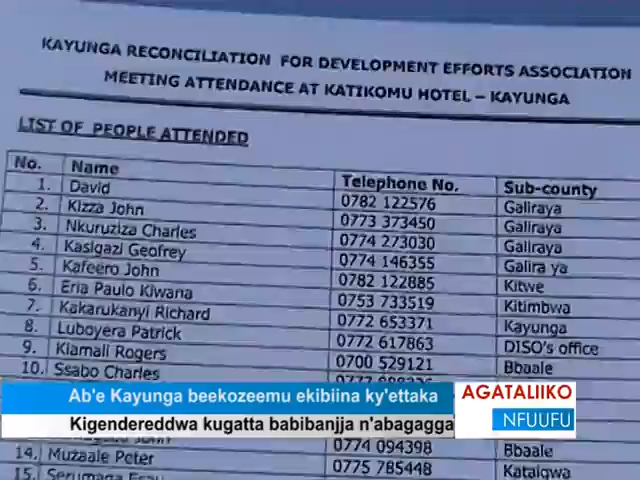 KAYUNGA RECONCILIATION FOR DEVELOPMENT EFFORTS ASSOCIATION
MEETING ATTENDANCE AT KATIKOMU HOTEL – KAYUNGA
LIST OF PEOPLE ATTENDED
No. Name Telephone No. Sub-county
1. David 0782 122576 Galiraya
2. Kizza John 0773 373450 Galiraya
3. Nkuruziza Charles 0774 273030 Galiraya
4. Kasigazi Geofrey 0774 146355 Galira ya
5. Kafeero John 0782 122885 Kitwe
6. Eria Paulo Kiwana 0753 733519 Kitimbwa
7. Kakarukanyi Richard 0772 653371 Kayunga
8. Luboyera Patrick 0772 617863 DISO's office
9. Kiamali Rogers 0700 529121 Bbaale
10. Ssabo Charles
John 0774 094398 Bbaale
14. Muzaale Peter 0775 785448 Kataigwa
15. Serumaga
Ab'e Kayunga beekozeemu ekibiina ky'ettaka
Kigendereddwa kugatta babibanjja n'abagagga
AGATALIIKO
NFUUFU